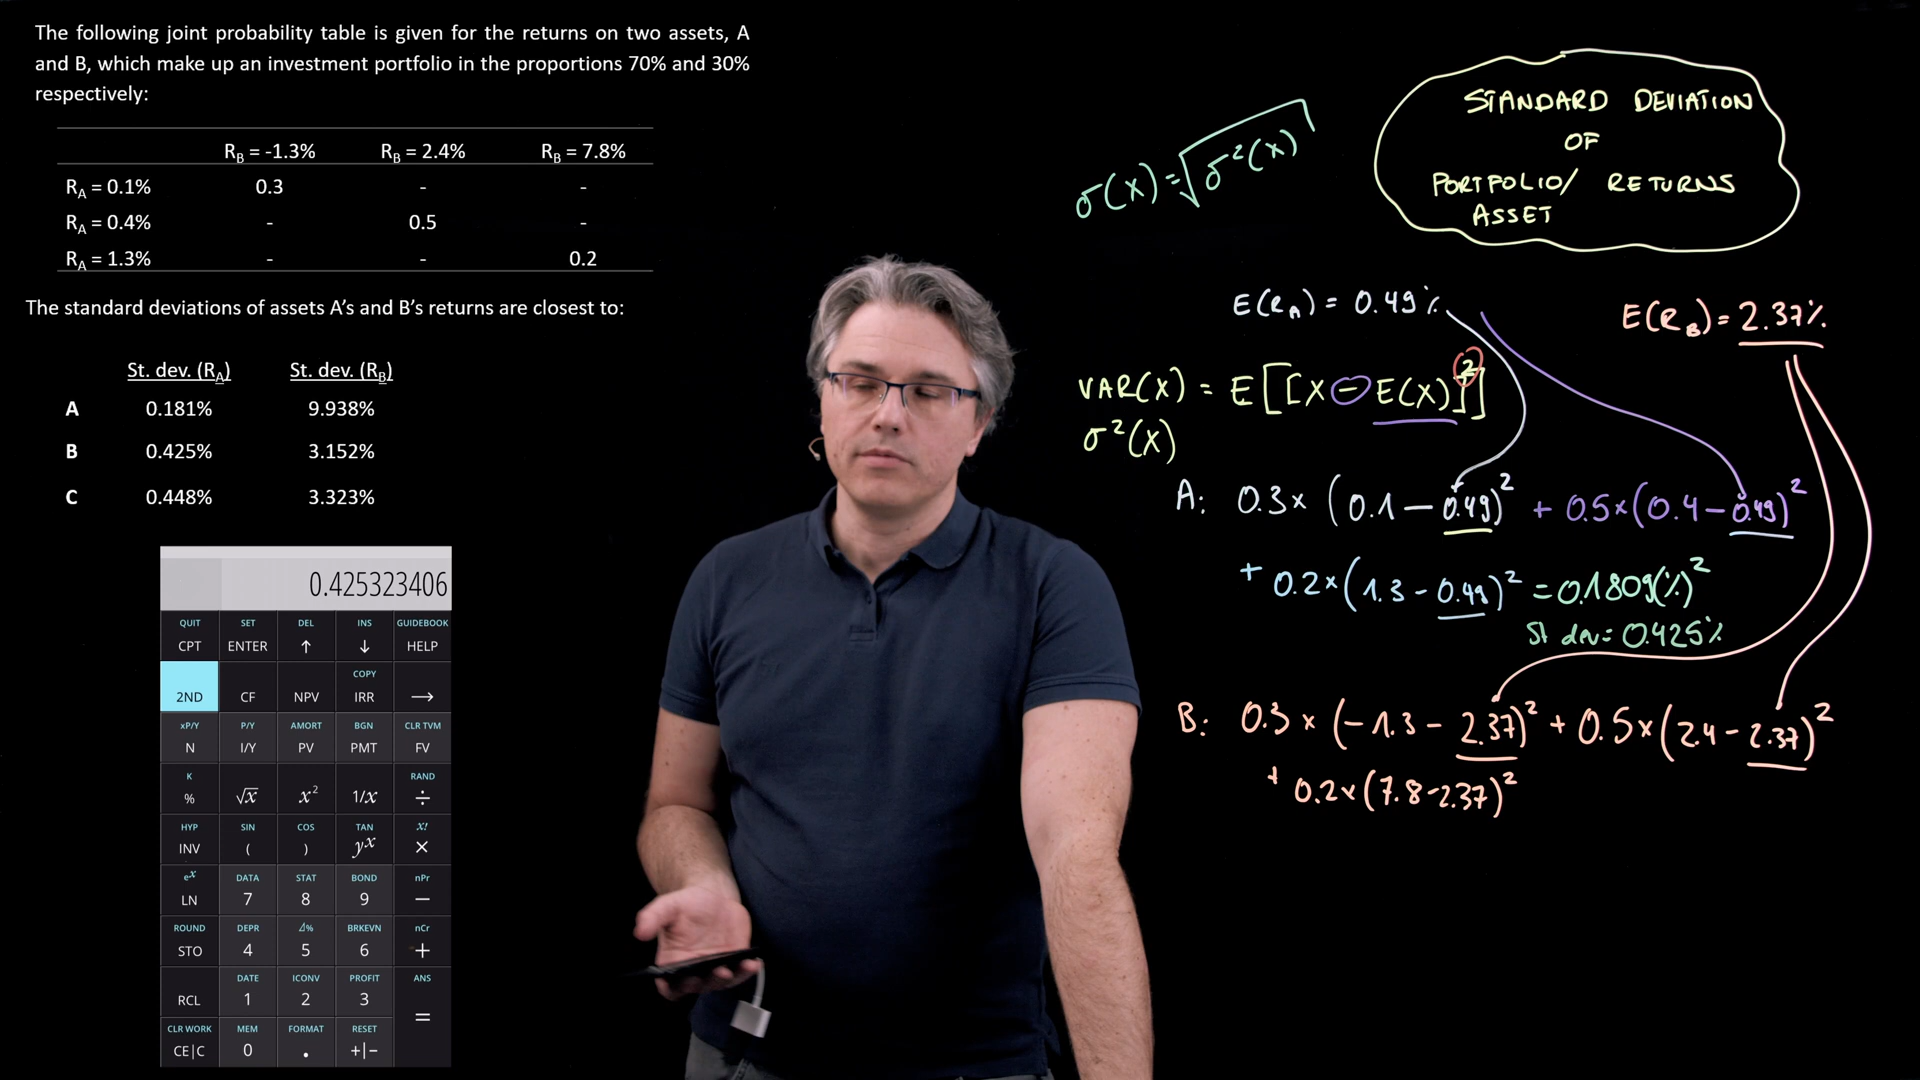 The following joint probability table is given for the returns on two assets, A
and B, which make up an investment portfolio in the proportions 70% and 30%
respectively:
R_B = -1.3% R_B = 2.4% R_B = 7.8%
R_A = 0.1% 0.3 - -
R_A = 0.4% - 0.5 -
R_A = 1.3% - - 0.2
The standard deviations of assets A's and B's returns are closest to:
St. dev. (R_A) St. dev. (R_B)
A 0.181% 9.938%
B 0.425% 3.152%
C 0.448% 3.323%
0.425323406
QUIT SET DEL INS GUIDEBOOK
CPT ENTER ↑ ↓ HELP
COPY
2ND CF NPV IRR →
xP/Y P/Y AMORT BGN CLR TVM
N I/Y PV PMT FV
K RAND
% √x x² 1/x ÷
HYP SIN COS TAN x!
INV ( ) yˣ ×
eˣ DATA STAT BOND nPr
LN 7 8 9 −
ROUND DEPR Δ% BRKEVN nCr
STO 4 5 6 +
DATE ICONV PROFIT ANS
RCL 1 2 3 =
CLR WORK MEM FORMAT RESET
CE|C 0 . +|−
STANDARD DEVIATION
OF
PORTFOLIO/ RETURNS
ASSET
σ(X) = √σ²(X)
E(R_A) = 0.49% E(R_B) = 2.37%
VAR(X) = E[[X − E(X)]²]
σ²(X)
A: 0.3 × (0.1 − 0.49)² + 0.5 × (0.4 − 0.49)²
+ 0.2 × (1.3 − 0.49)² = 0.1809(%)²
St dev = 0.425%
B: 0.3 × (−1.3 − 2.37)² + 0.5 × (2.4 − 2.37)²
+ 0.2 × (7.8 − 2.37)²